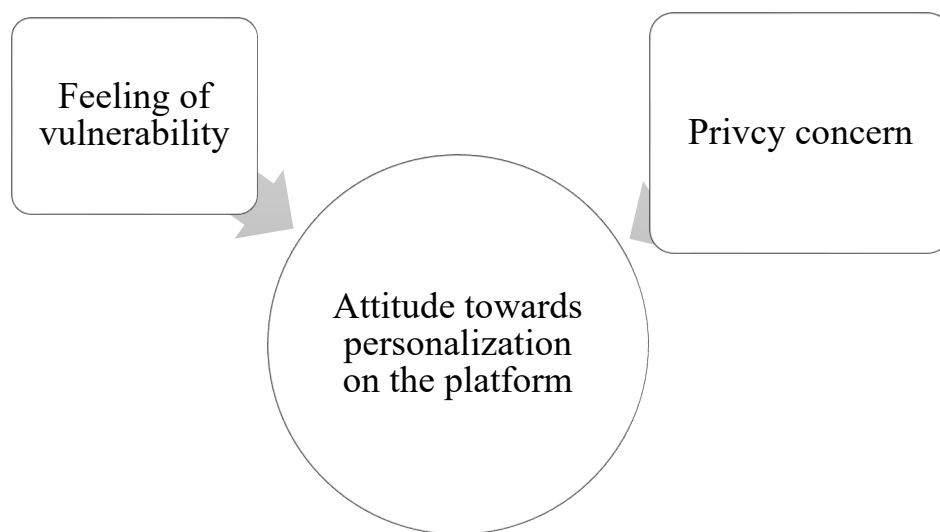 Feeling of
vulnerability
Privcy concern
Attitude towards
personalization
on the platform